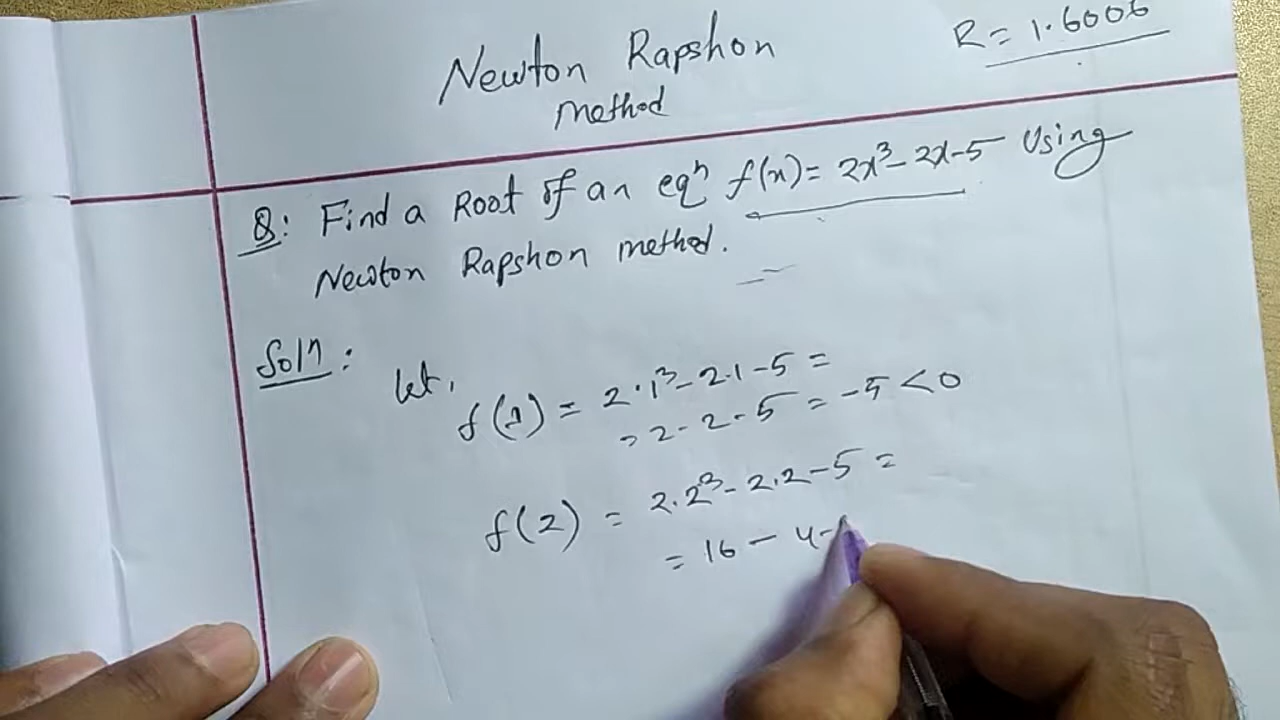 Newton Rapshon
method
R = 1.6006
Q: Find a Root of an eqⁿ f(x) = 2x³ - 2x - 5 Using
Newton Rapshon method.
Solⁿ: let,
f(1) = 2·1³ - 2·1 - 5 =
= 2 - 2 - 5 = -5 < 0
f(2) = 2·2³ - 2·2 - 5 =
= 16 - 4 -